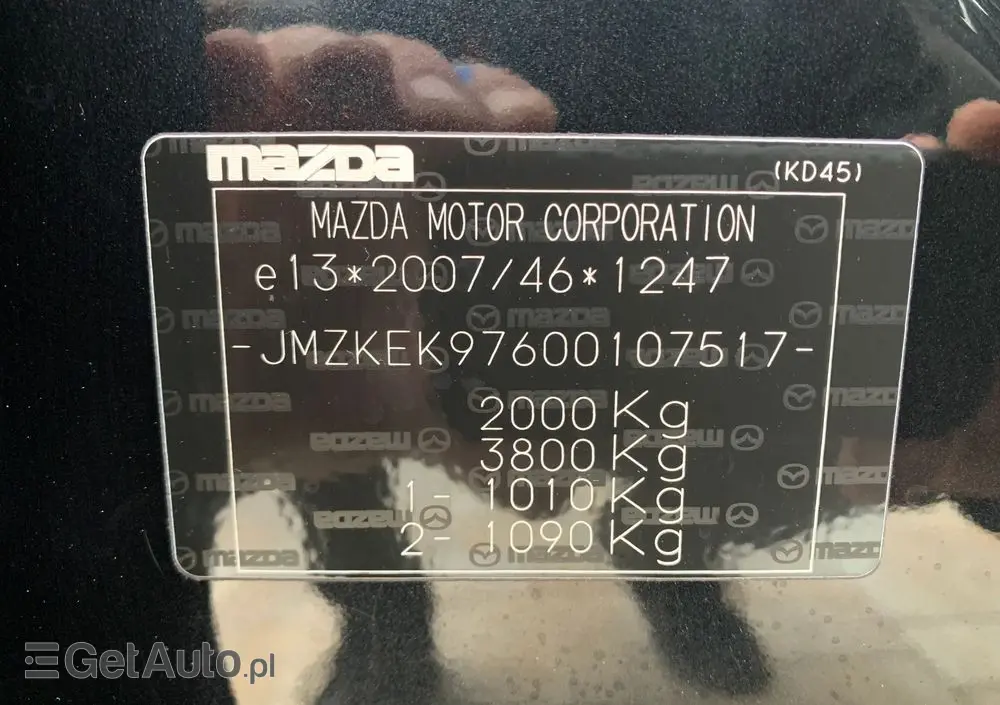 mazda
(KD45)
MAZDA MOTOR CORPORATION
e13*2007/46*1247
-JMZKEK97600107517-
2000 Kg
3800 Kg
1- 1010 Kg
2- 1090 Kg
GetAuto.pl